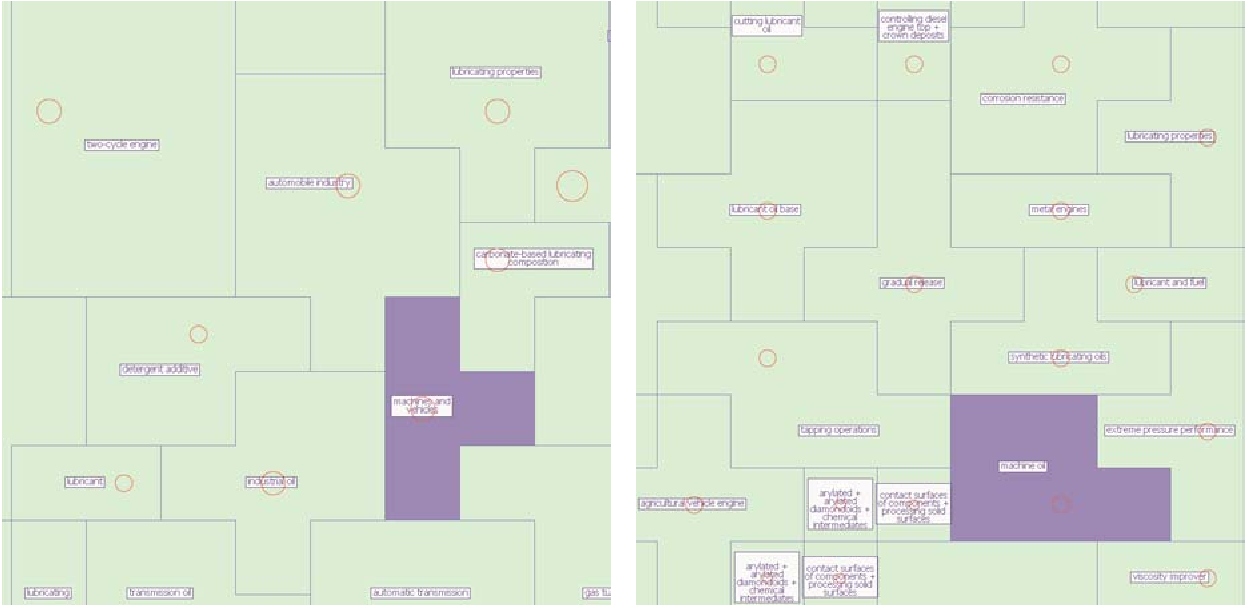 lubricating properties
two-cycle engine
automobile industry
carbonate-based lubricating
composition
detergent additive
machines and
vehicles
lubricant
industrial oil
lubricating
transmission oil
automatic transmission
gas tu
cutting lubricant
oil
controlling diesel
engine top +
crown deposits
corrosion resistance
lubricating properties
lubricant oil base
metal engines
gradual release
lubricant and fuel
synthetic lubricating oils
tapping operations
extreme pressure performance
machine oil
agricultural vehicle engine
arylated +
arylated
diamondoids +
chemical
intermediates
contact surfaces
of components +
processing solid
surfaces
arylated +
arylated
diamondoids +
chemical
intermediates
contact surfaces
of components +
processing solid
surfaces
viscosity improver